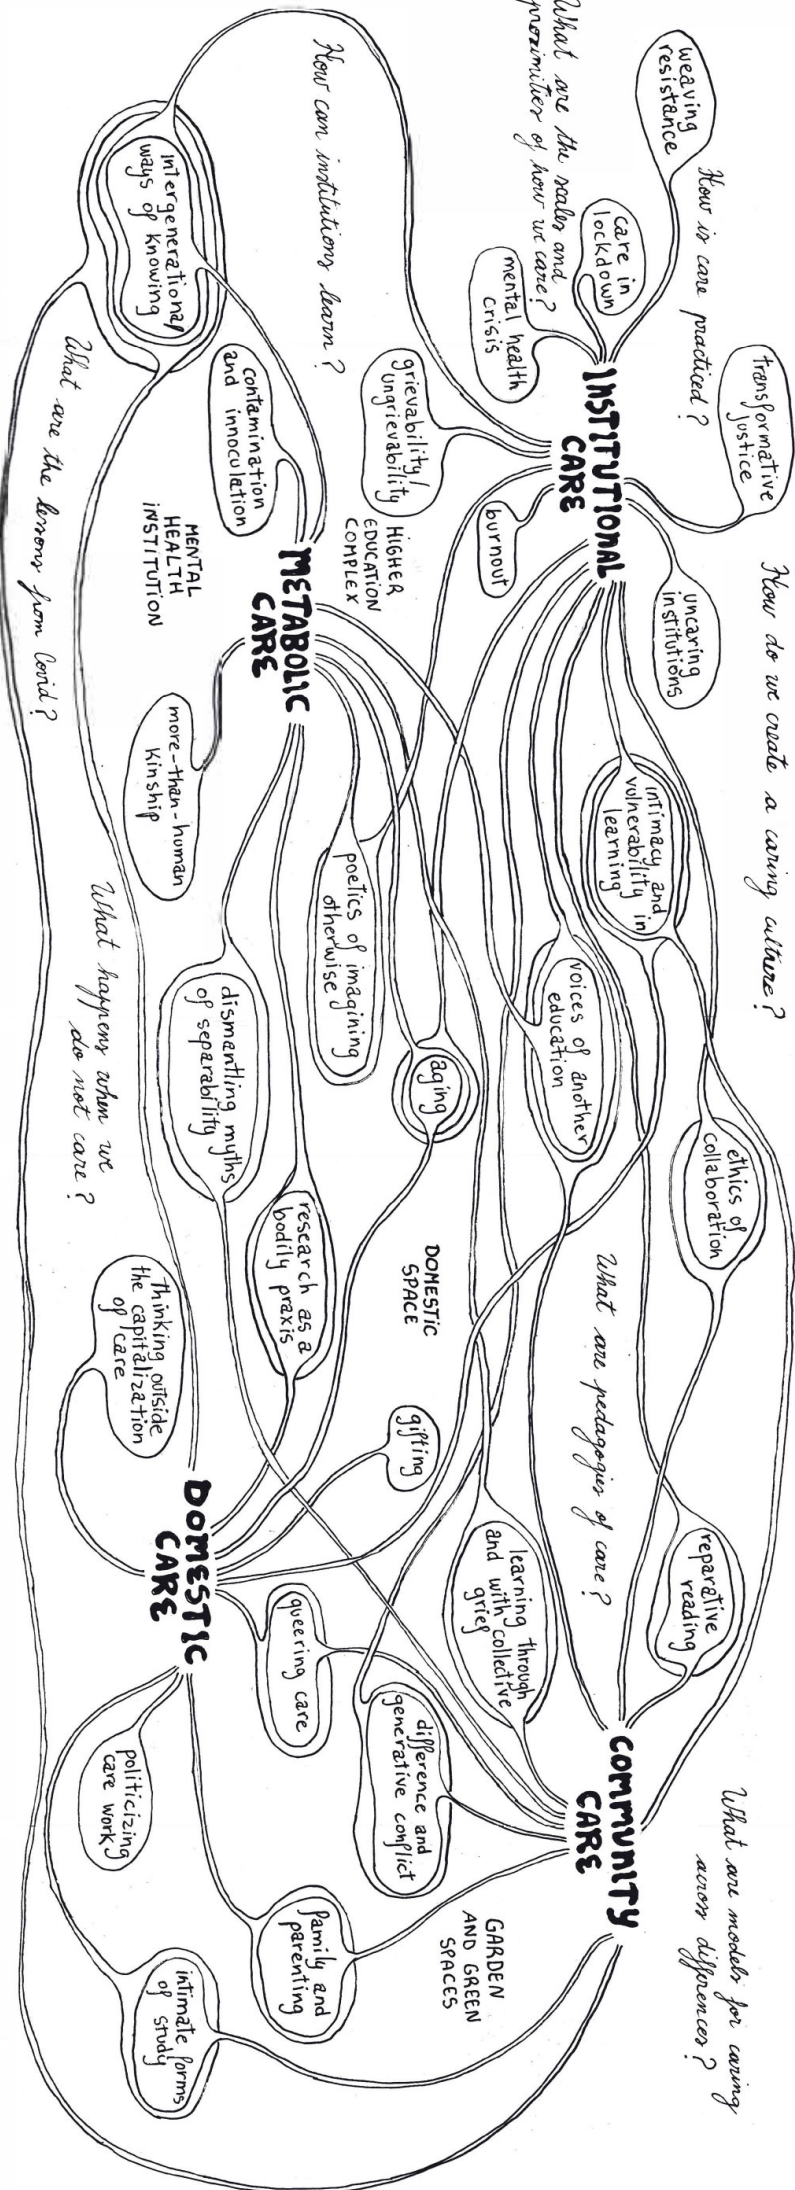 What are the scales and
proximities of how we care?
weaving
resistance
How is care practiced?
care in
lockdown
mental health
crisis
How can institutions learn?
intergenerational
ways of knowing
transformative
justice
INSTITUTIONAL
CARE
grievability/
ungrievability
burnout
uncaring
institutions
How do we create a caring culture?
contamination
and innoculation
HIGHER
EDUCATION
COMPLEX
MENTAL
HEALTH
INSTITUTION
METABOLIC
CARE
What are the lessons from Covid?
more-than-human
kinship
intimacy and
vulnerability in
learning
poetics of imagining
otherwise
voices of another
education
aging
dismantling myths
of separability
What happens when we
do not care?
ethics of
collaboration
research as a
bodily praxis
DOMESTIC
SPACE
What are pedagogies of care?
thinking outside
the capitalization
of care
gifting
reparative
reading
learning through
and with collective
grief
DOMESTIC
CARE
queering care
difference and
generative conflict
COMMUNITY
CARE
What are models for caring
across differences?
politicizing
care work
family and
parenting
GARDEN
AND GREEN
SPACES
intimate forms
of study